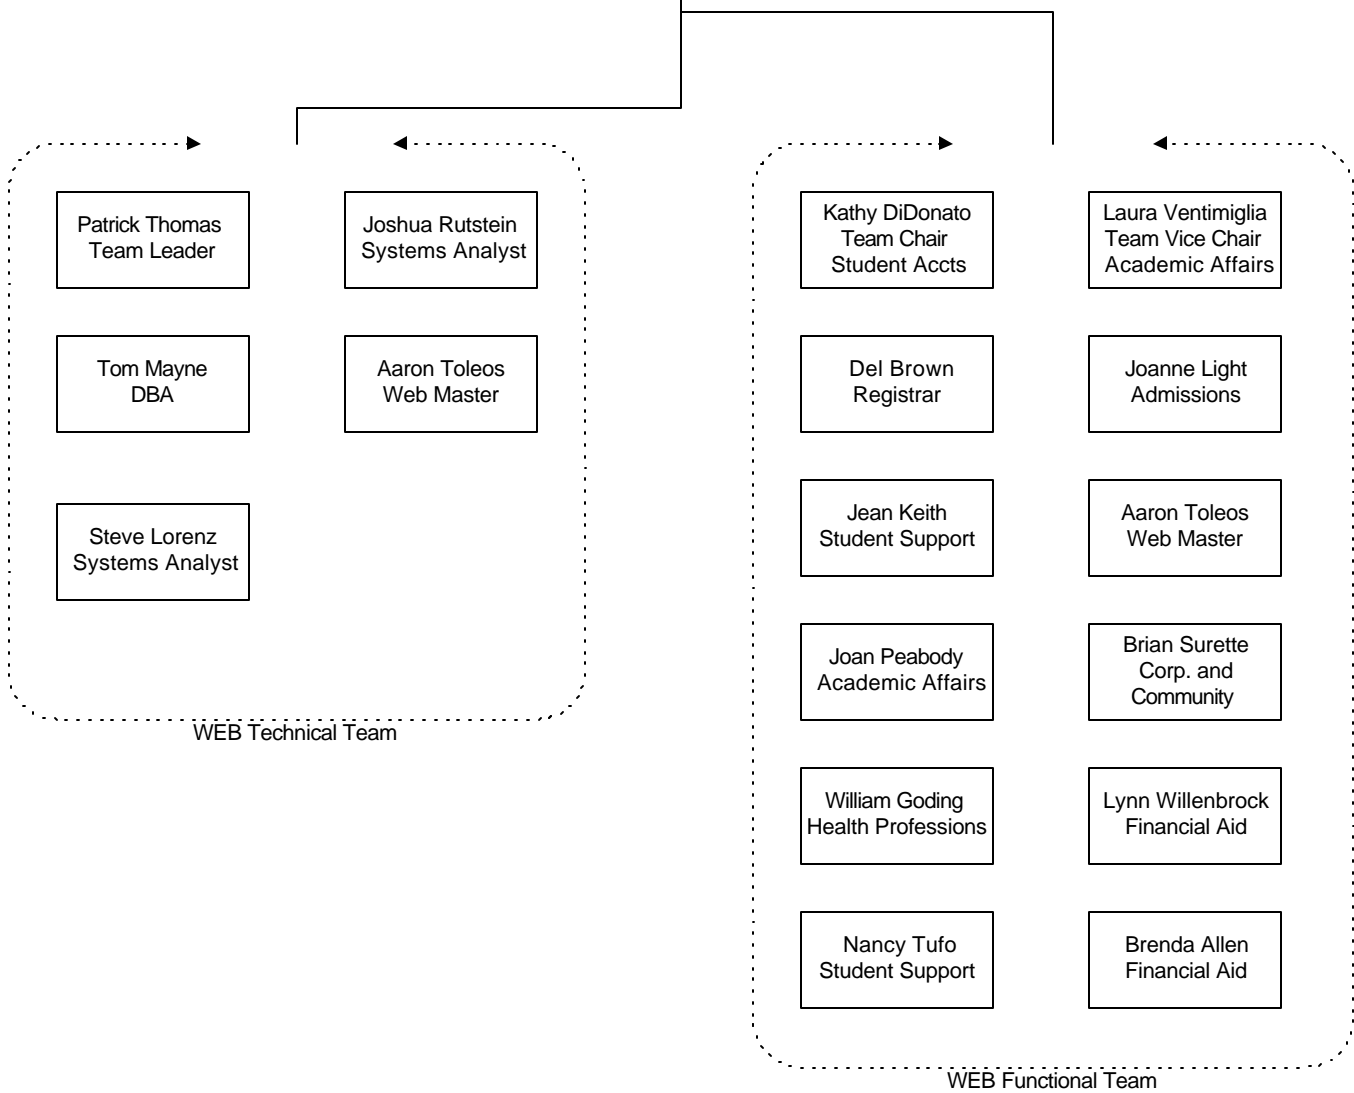 Patrick Thomas
Team Leader
Joshua Rutstein
Systems Analyst
Tom Mayne
DBA
Aaron Toleos
Web Master
Steve Lorenz
Systems Analyst
WEB Technical Team
Kathy DiDonato
Team Chair
Student Accts
Laura Ventimiglia
Team Vice Chair
Academic Affairs
Del Brown
Registrar
Joanne Light
Admissions
Jean Keith
Student Support
Aaron Toleos
Web Master
Joan Peabody
Academic Affairs
Brian Surette
Corp. and
Community
William Goding
Health Professions
Lynn Willenbrock
Financial Aid
Nancy Tufo
Student Support
Brenda Allen
Financial Aid
WEB Functional Team